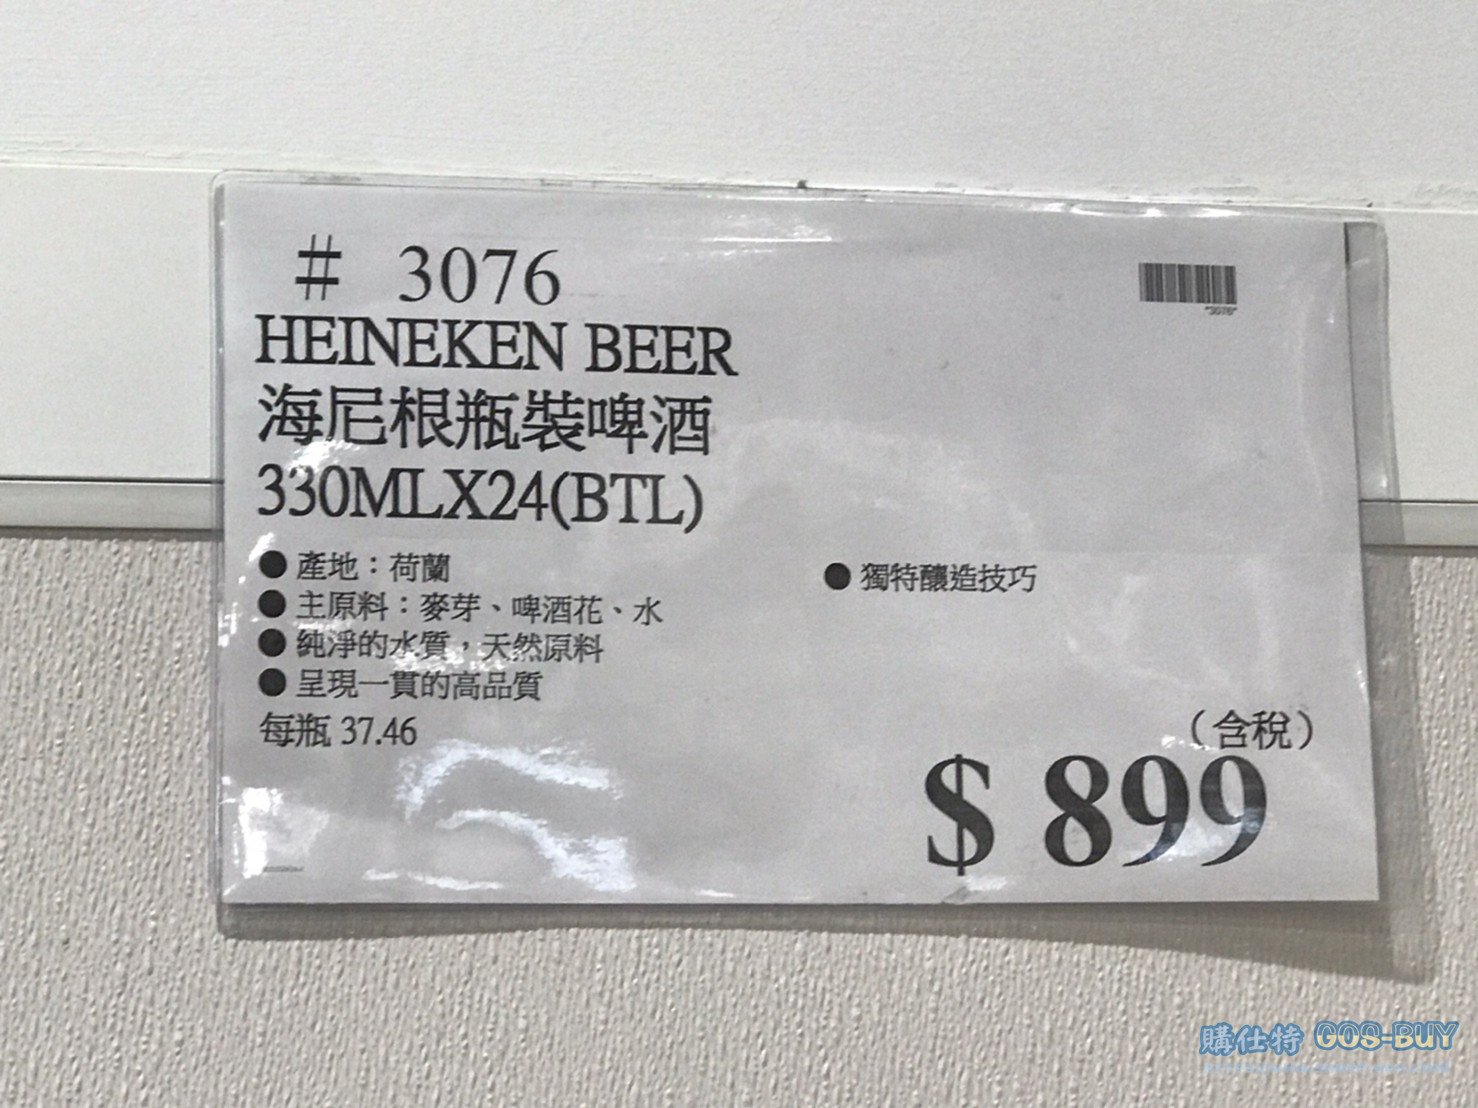 # 3076
*3076*
HEINEKEN BEER
海尼根瓶裝啤酒
330MLX24(BTL)
● 產地：荷蘭
● 主原料：麥芽、啤酒花、水
● 純淨的水質，天然原料
● 呈現一貫的高品質
● 獨特釀造技巧
每瓶 37.46
（含稅）
$ 899
購仕特 GOS-BUY